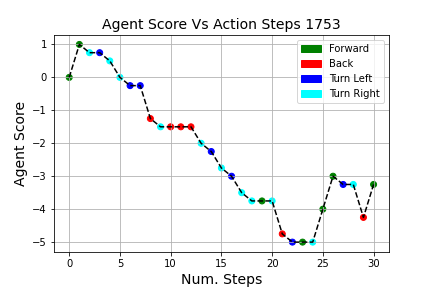 Agent Score Vs Action Steps 1753
Forward
Back
Turn Left
Turn Right
1
0
−1
−2
−3
−4
−5
Agent Score
0 5 10 15 20 25 30
Num. Steps